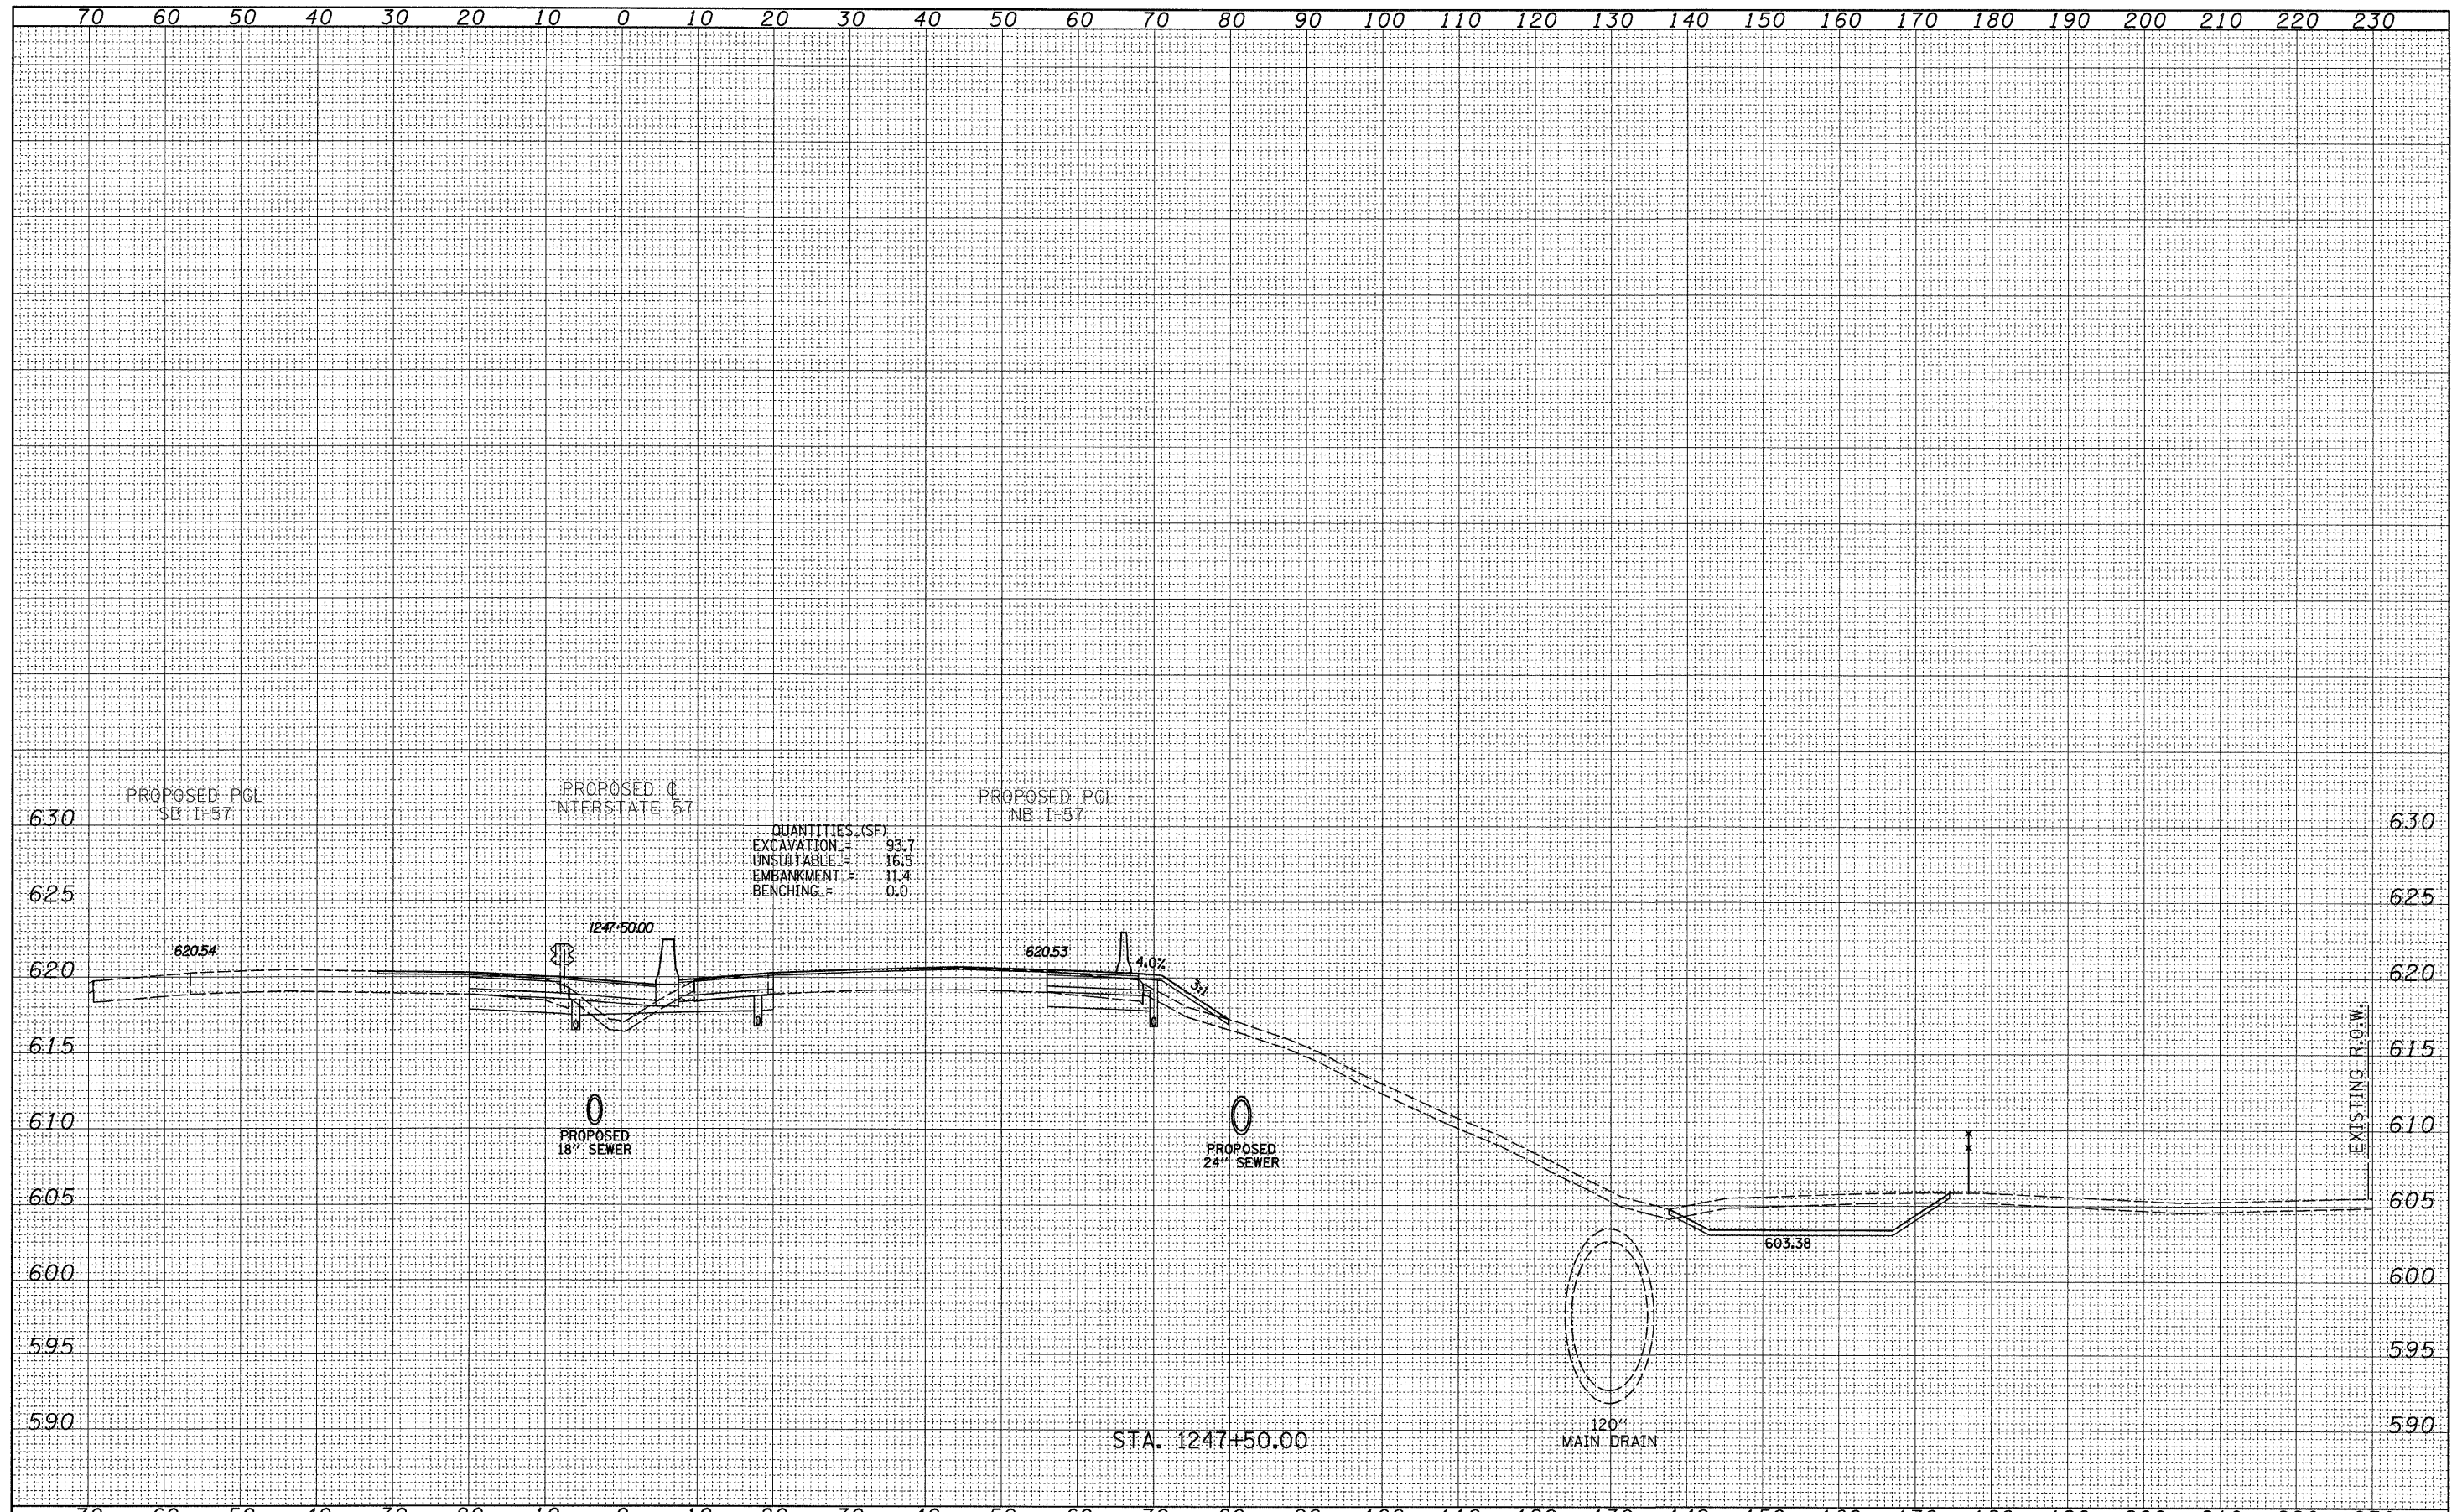 70 60 50 40 30 20 10 0 10 20 30 40 50 60 70 80 90 100 110 120 130 140 150 160 170 180 190 200 210 220 230
PROPOSED PGL
SB I-57
PROPOSED ℄
INTERSTATE 57
PROPOSED PGL
NB I-57
630 630
QUANTITIES (SF)
EXCAVATION = 93.7
UNSUITABLE = 16.5
EMBANKMENT = 11.4
BENCHING = 0.0
625 625
1247+50.00
620.54
620.53
4.0%
620 620
3:1
615 615
EXISTING R.O.W.
610 610
PROPOSED
18" SEWER
PROPOSED
24" SEWER
605 605
603.38
600 600
595 595
590 590
120"
MAIN DRAIN
STA. 1247+50.00